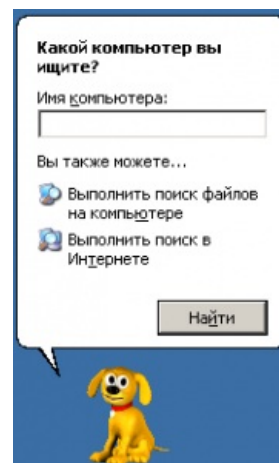 Какой компьютер вы
ищите?
Имя компьютера:
Вы также можете...
Выполнить поиск файлов
на компьютере
Выполнить поиск в
Интернете
Найти